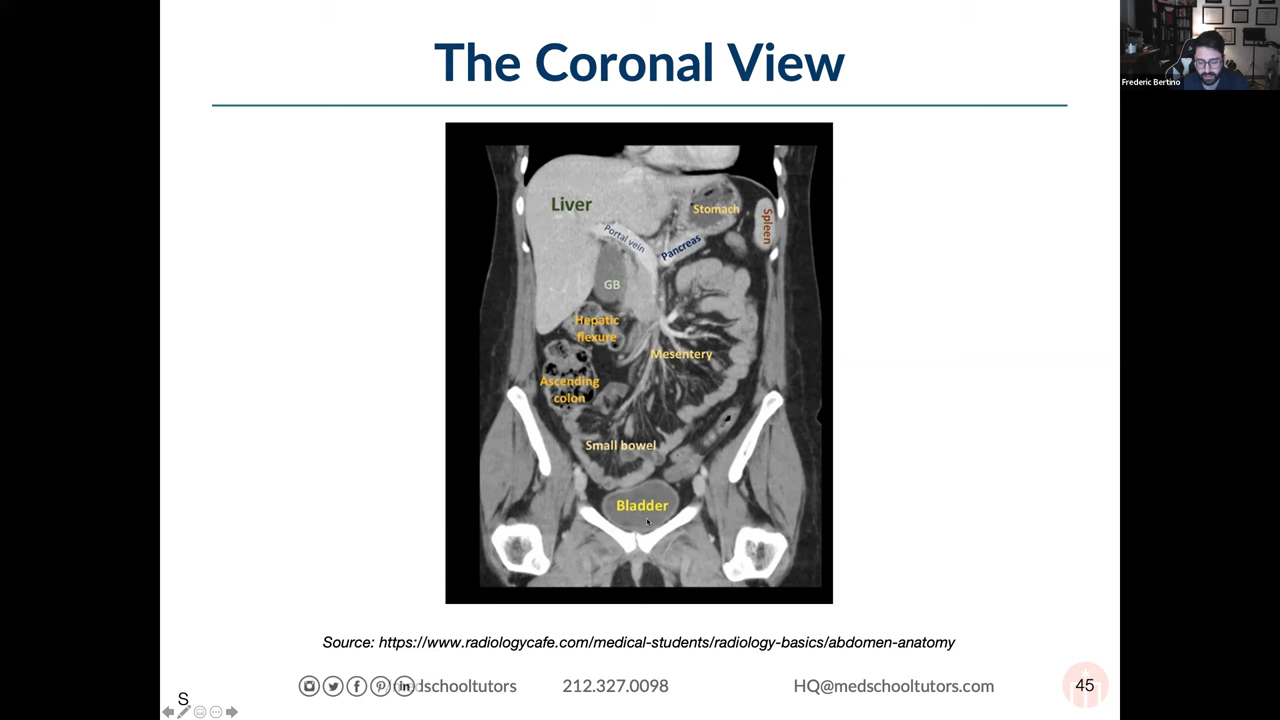 The Coronal View
Frederic Bertino
Liver
Stomach
Spleen
Portal vein
Pancreas
GB
Hepatic
flexure
Mesentery
Ascending
colon
Small bowel
Bladder
Source: https://www.radiologycafe.com/medical-students/radiology-basics/abdomen-anatomy
dschooltutors
212.327.0098
HQ@medschooltutors.com
45
S